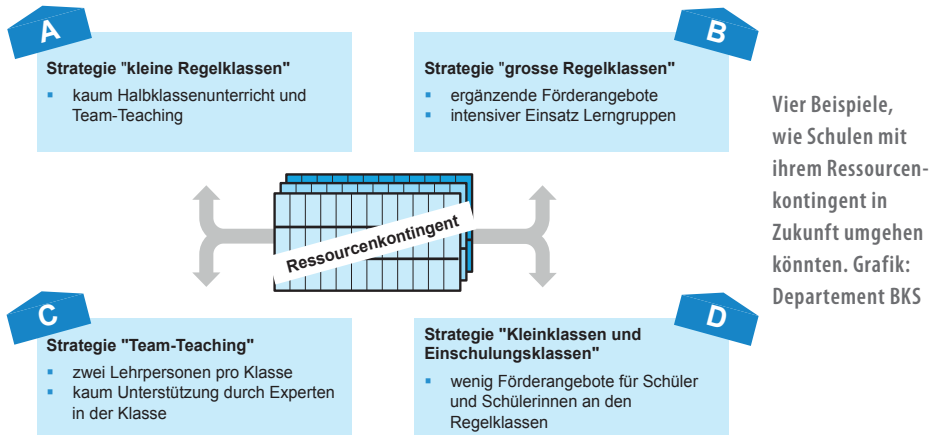 A
Strategie "kleine Regelklassen"
kaum Halbklassenunterricht und
Team-Teaching
B
Strategie "grosse Regelklassen"
ergänzende Förderangebote
intensiver Einsatz Lerngruppen
Vier Beispiele,
wie Schulen mit
ihrem Ressourcen-
kontingent in
Zukunft umgehen
könnten. Grafik:
Departement BKS
Ressourcenkontingent
C
Strategie "Team-Teaching"
zwei Lehrpersonen pro Klasse
kaum Unterstützung durch Experten
in der Klasse
D
Strategie "Kleinklassen und
Einschulungsklassen"
wenig Förderangebote für Schüler
und Schülerinnen an den
Regelklassen